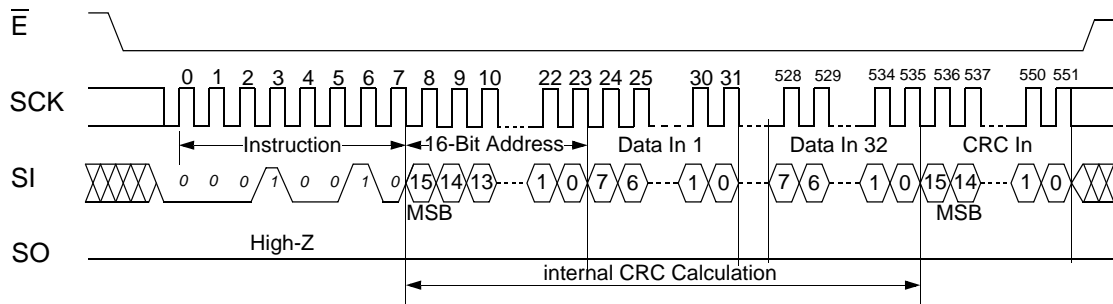 E
0 1 2 3 4 5 6 7 8 9 10 22 23 24 25 30 31 528 529 534 535 536 537 550 551
SCK
Instruction 16-Bit Address Data In 1 Data In 32 CRC In
SI 0 0 0 1 0 0 1 0 15 14 13 1 0 7 6 1 0 7 6 1 0 15 14 1 0
MSB MSB
High-Z
SO
internal CRC Calculation